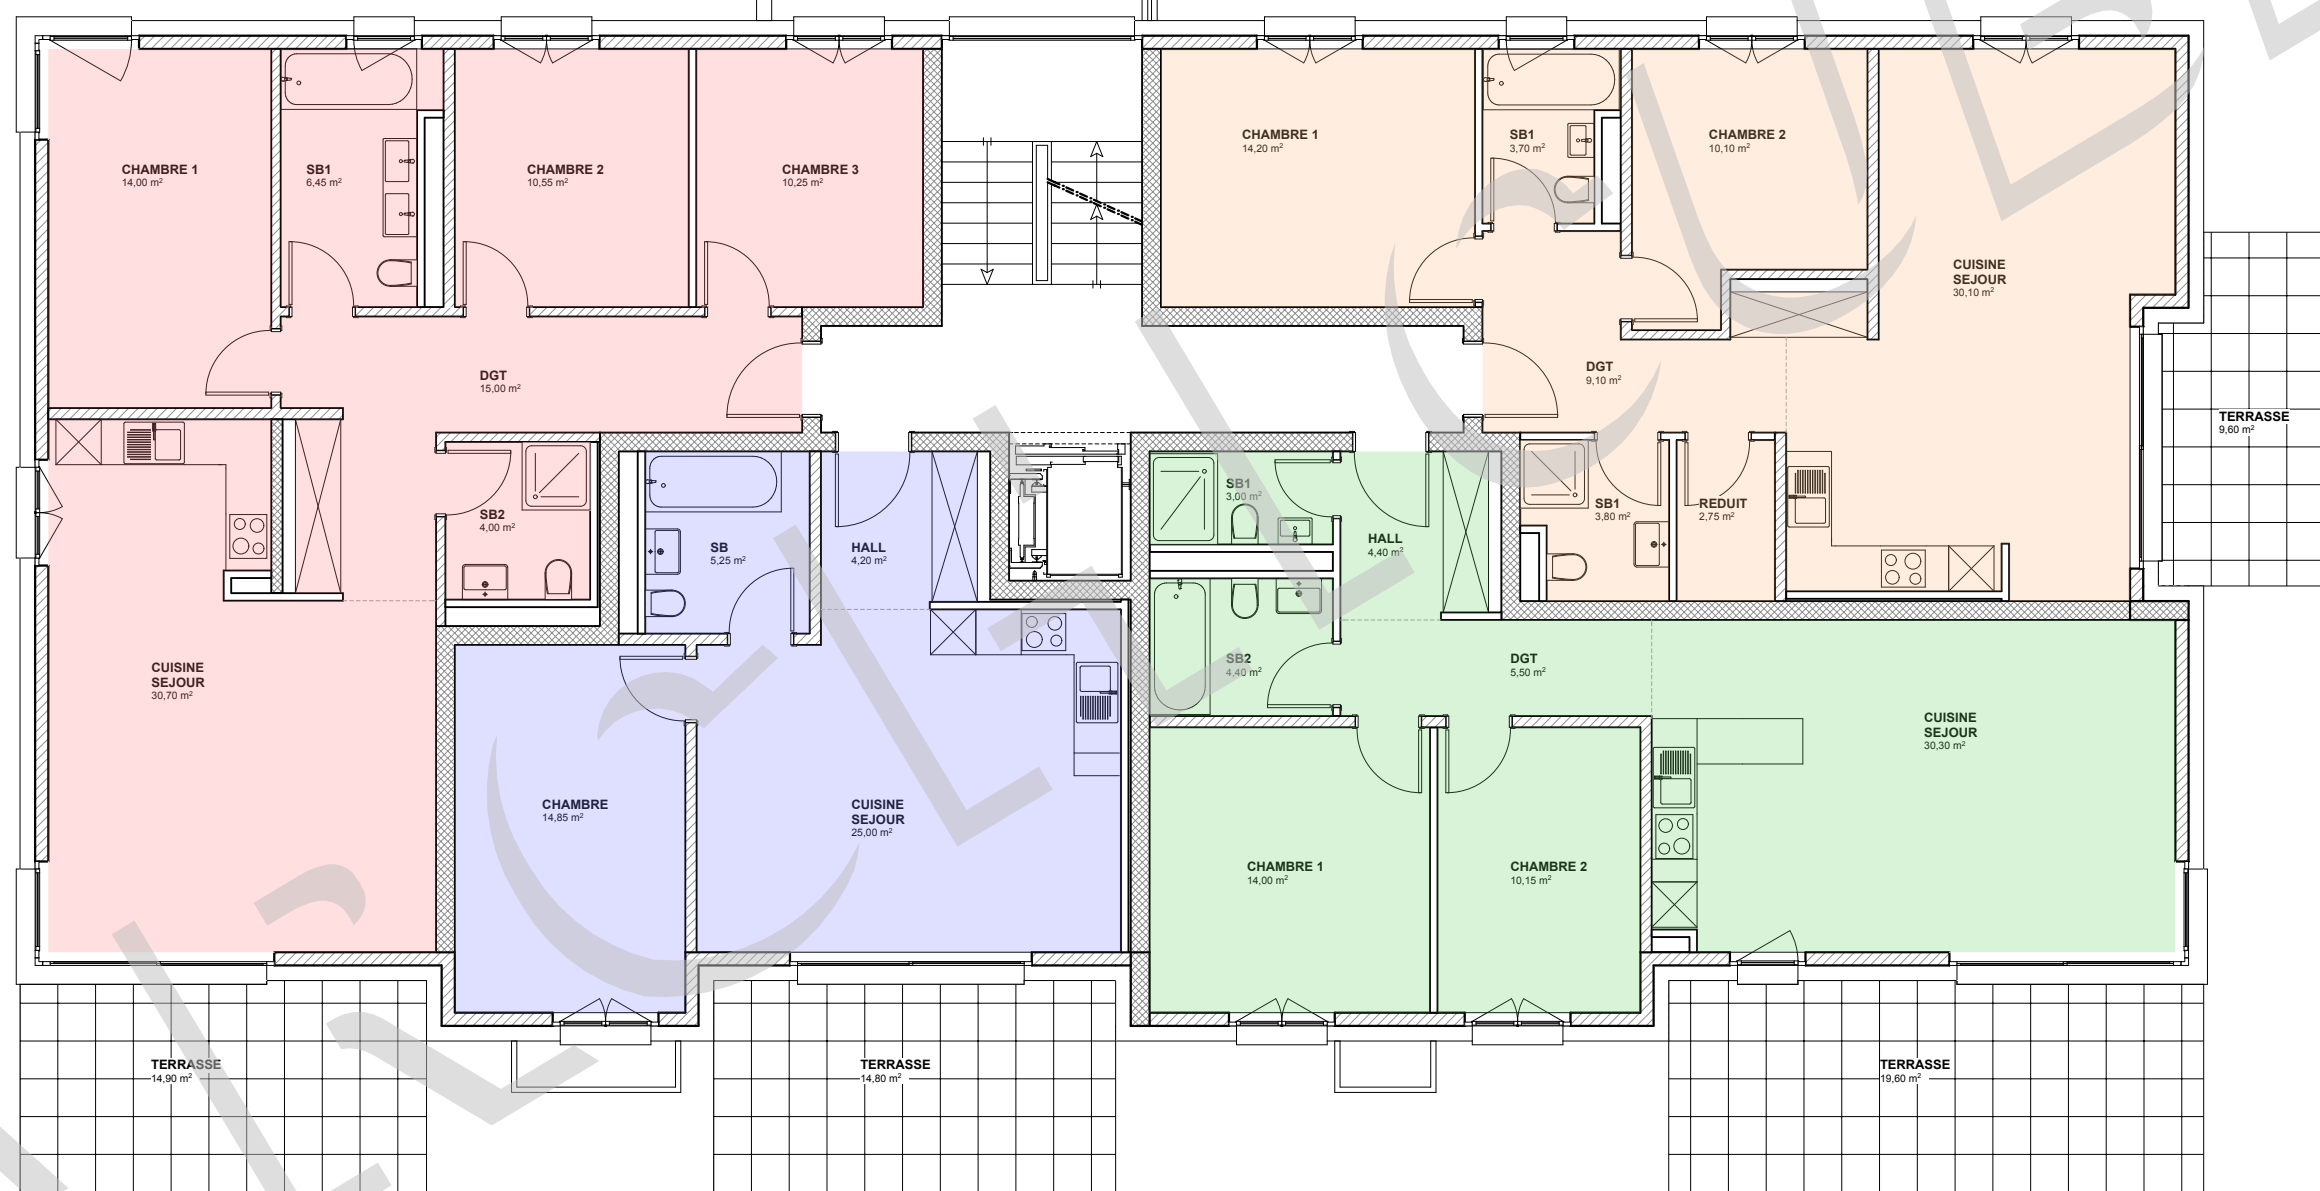 CHAMBRE 1
14,00 m²
SB1
6,45 m²
CHAMBRE 2
10,55 m²
CHAMBRE 3
10,25 m²
DGT
15,00 m²
SB2
4,00 m²
CUISINE
SEJOUR
30,70 m²
TERRASSE
14,90 m²
SB
5,25 m²
HALL
4,20 m²
CHAMBRE
14,85 m²
CUISINE
SEJOUR
25,00 m²
TERRASSE
14,80 m²
CHAMBRE 1
14,20 m²
SB1
3,70 m²
CHAMBRE 2
10,10 m²
CUISINE
SEJOUR
30,10 m²
DGT
9,10 m²
SB1
3,80 m²
REDUIT
2,75 m²
TERRASSE
9,60 m²
SB1
3,00 m²
HALL
4,40 m²
SB2
4,40 m²
DGT
5,50 m²
CHAMBRE 1
14,00 m²
CHAMBRE 2
10,15 m²
CUISINE
SEJOUR
30,30 m²
TERRASSE
19,60 m²